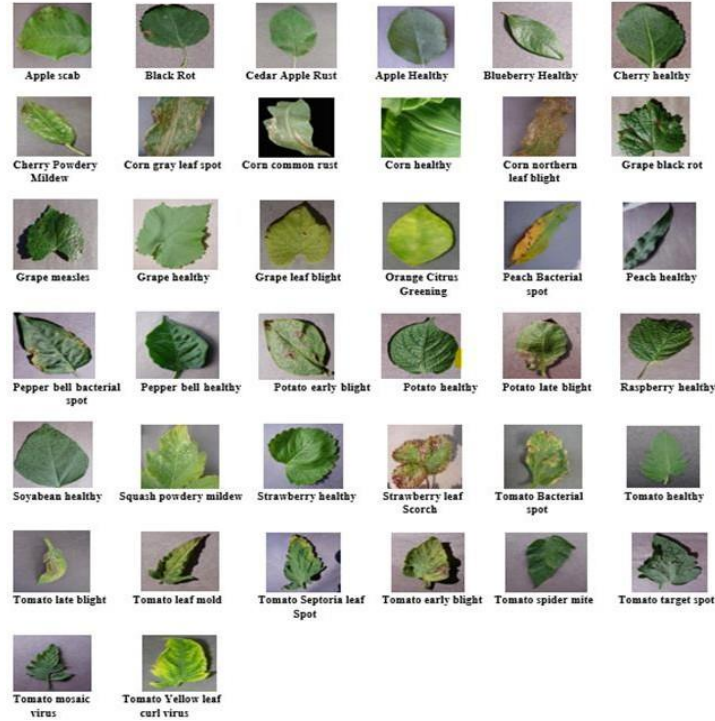 Apple scab
Black Rot
Cedar Apple Rust
Apple Healthy
Blueberry Healthy
Cherry healthy
Cherry Powdery
Mildew
Corn gray leaf spot
Corn common rust
Corn healthy
Corn northern
leaf blight
Grape black rot
Grape measles
Grape healthy
Grape leaf blight
Orange Citrus
Greening
Peach Bacterial
spot
Peach healthy
Pepper bell bacterial
spot
Pepper bell healthy
Potato early blight
Potato healthy
Potato late blight
Raspberry healthy
Soyabean healthy
Squash powdery mildew
Strawberry healthy
Strawberry leaf
Scorch
Tomato Bacterial
spot
Tomato healthy
Tomato late blight
Tomato leaf mold
Tomato Septoria leaf
Spot
Tomato early blight
Tomato spider mite
Tomato target spot
Tomato mosaic
virus
Tomato Yellow leaf
curl virus